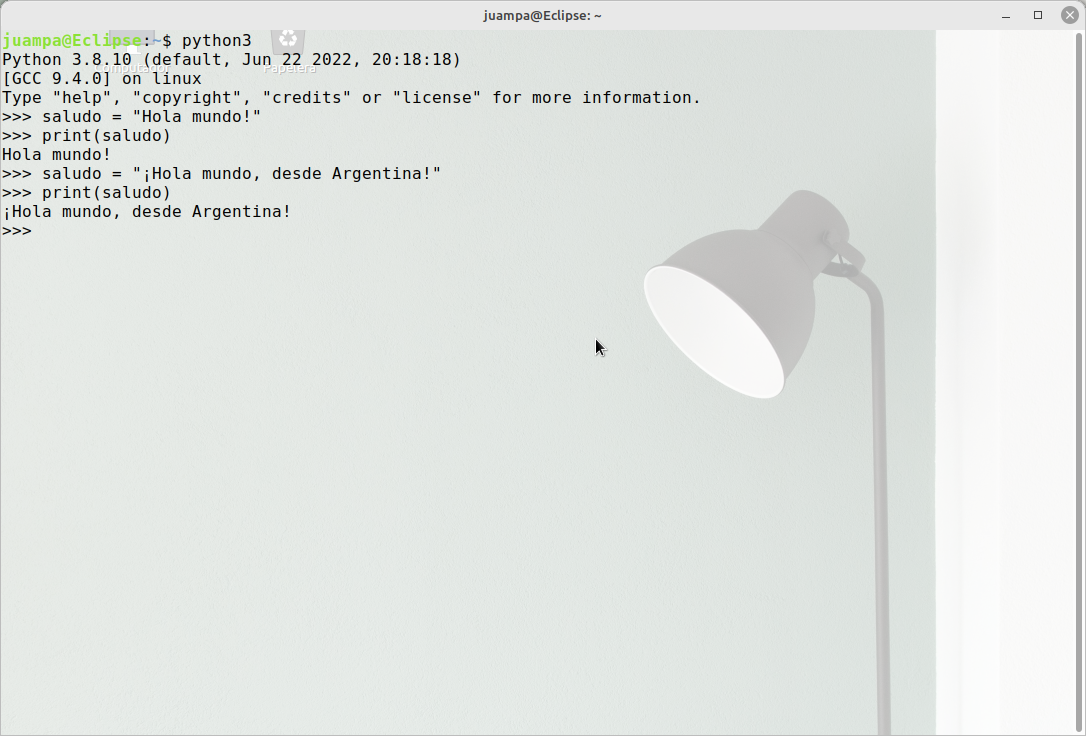 juampa@Eclipse: ~
juampa@Eclipse:~$ python3
Python 3.8.10 (default, Jun 22 2022, 20:18:18)
Computador Papelera
[GCC 9.4.0] on linux
Type "help", "copyright", "credits" or "license" for more information.
>>> saludo = "Hola mundo!"
>>> print(saludo)
Hola mundo!
>>> saludo = "¡Hola mundo, desde Argentina!"
>>> print(saludo)
¡Hola mundo, desde Argentina!
>>>